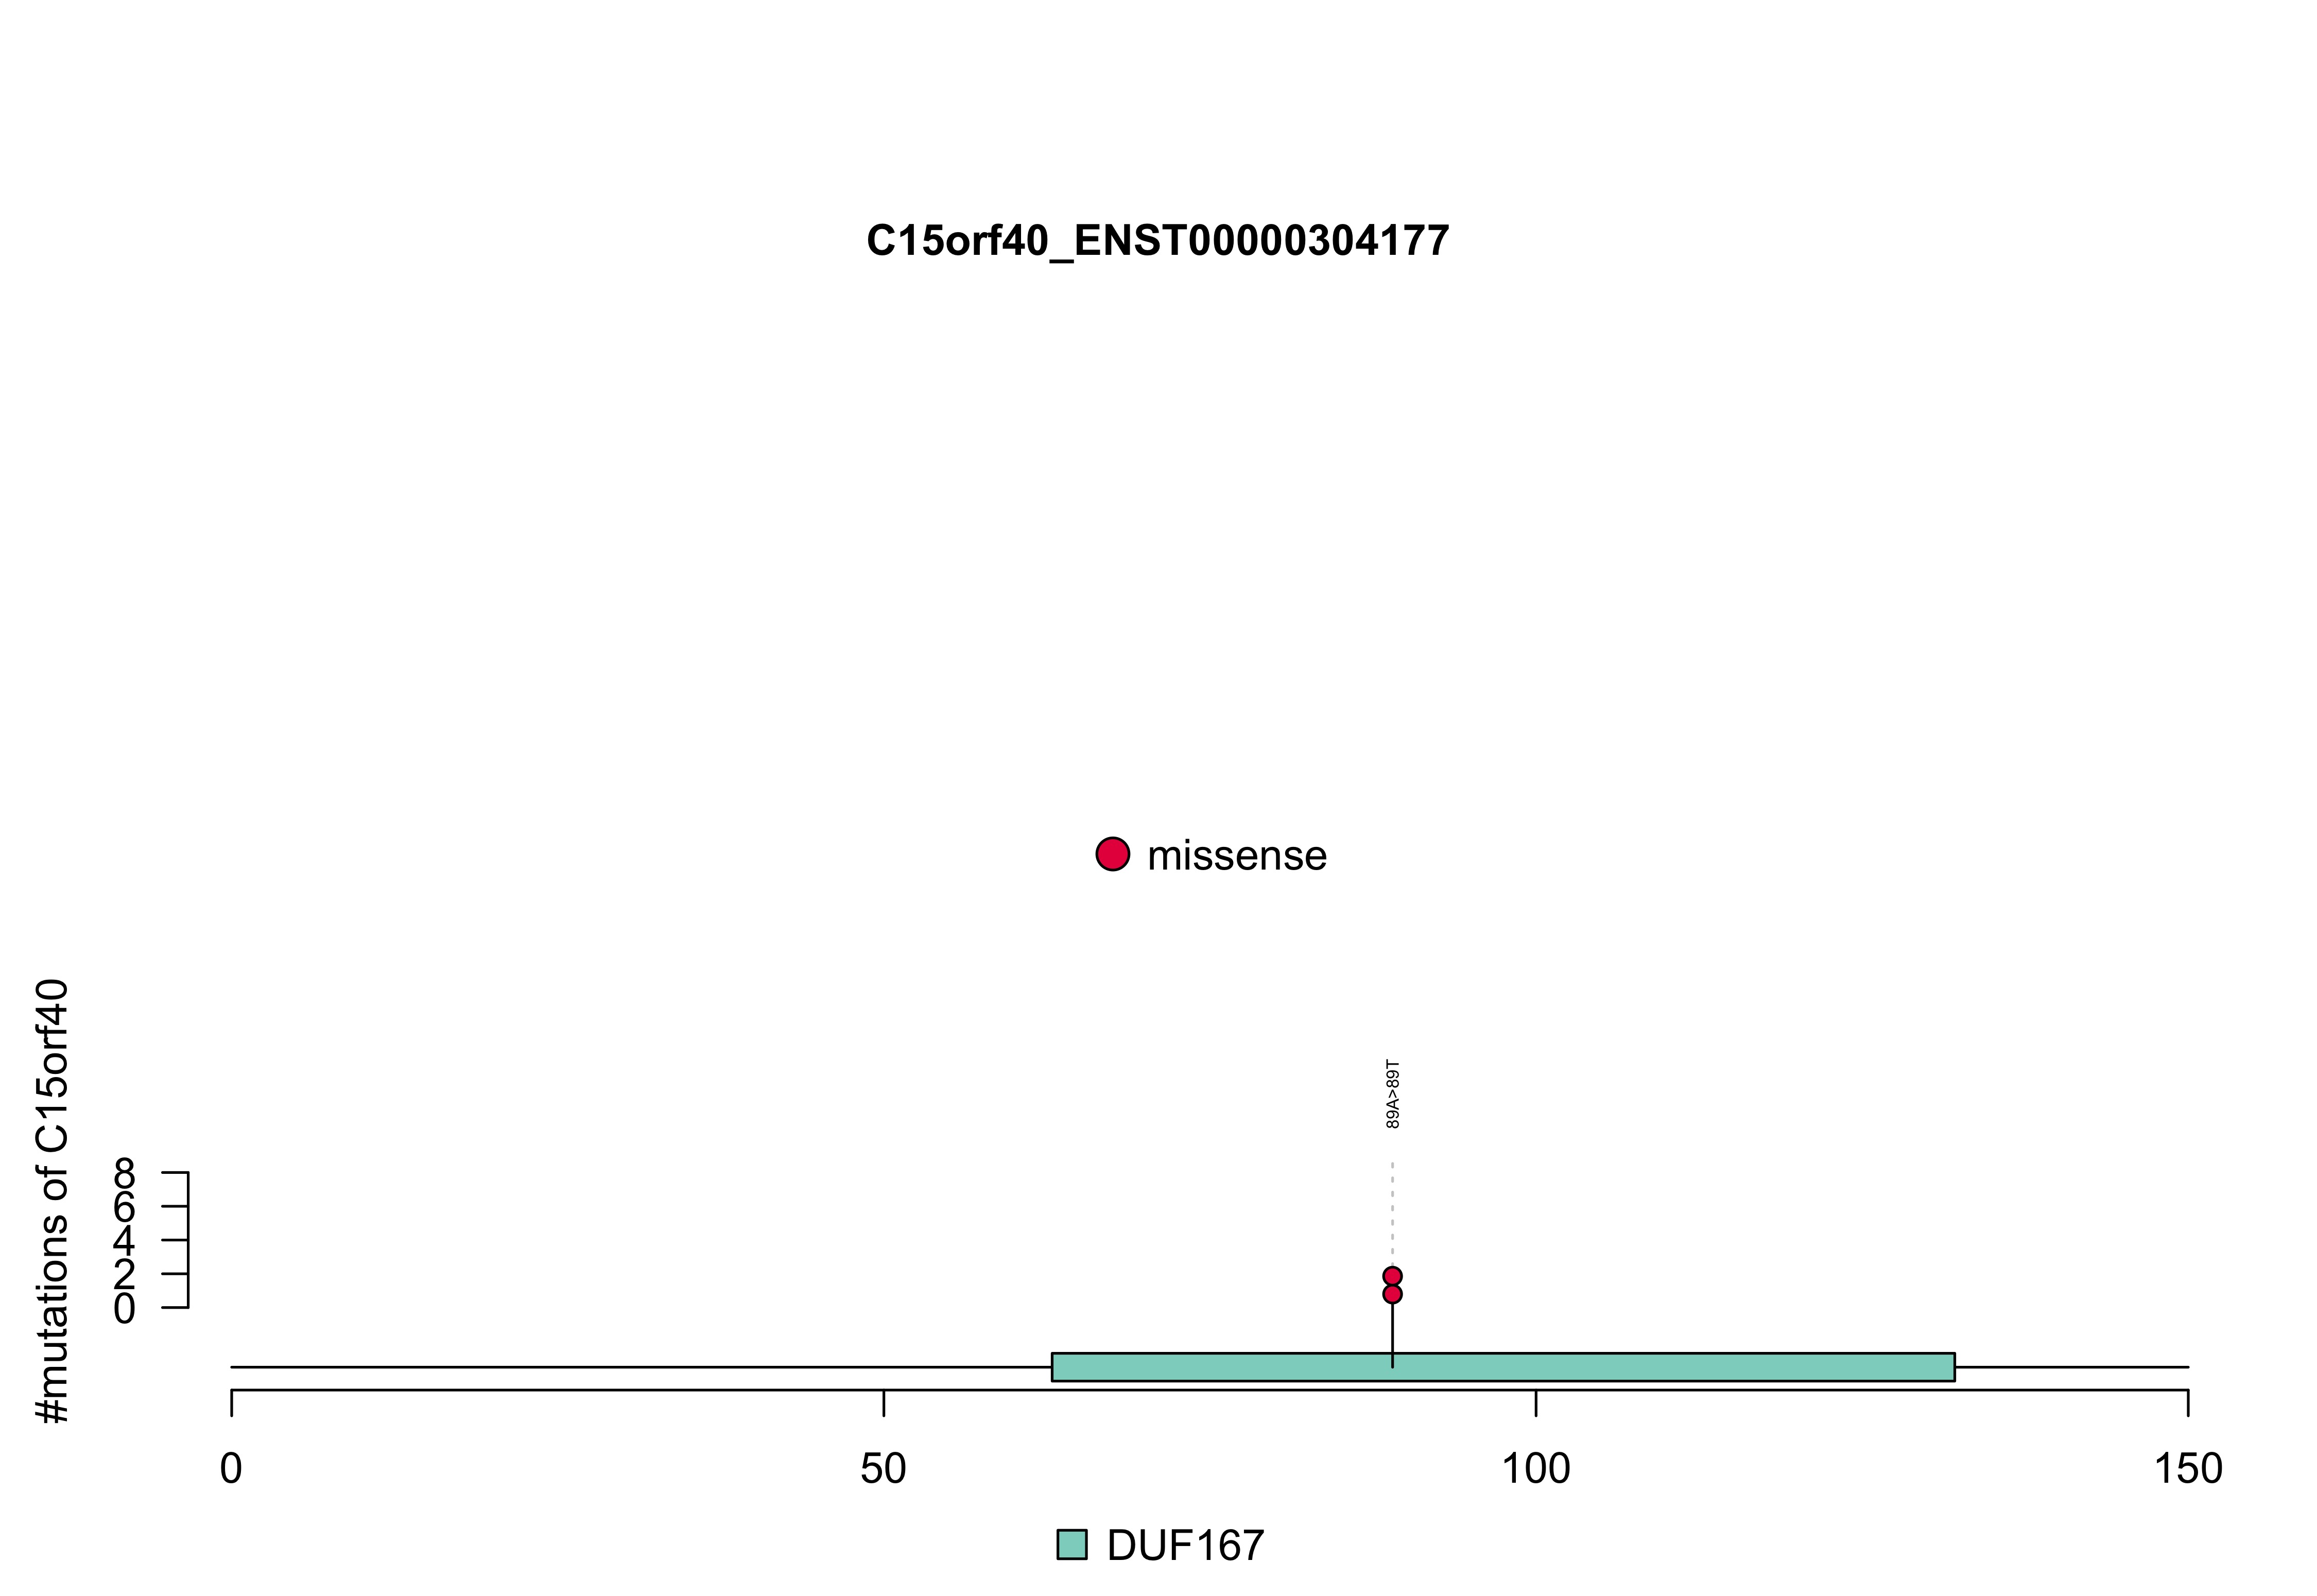 C15orf40_ENST00000304177
missense
#mutations of C15orf40
89A>89T
8
6
4
2
0
0 50 100 150
DUF167